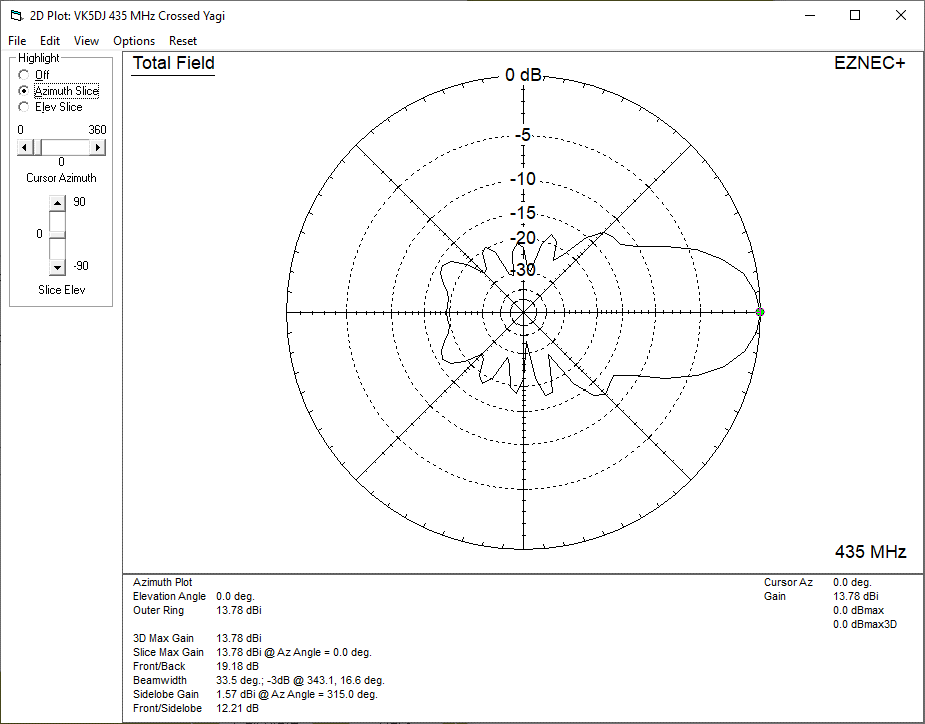 2D Plot: VK5DJ 435 MHz Crossed Yagi
File Edit View Options Reset
Highlight
Off
Azimuth Slice
Elev Slice
0 360
0
Cursor Azimuth
90
0
-90
Slice Elev
Total Field
EZNEC+
0 dB
-5
-10
-15
-20
-30
435 MHz
Azimuth Plot
Elevation Angle 0.0 deg.
Outer Ring 13.78 dBi
3D Max Gain 13.78 dBi
Slice Max Gain 13.78 dBi @ Az Angle = 0.0 deg.
Front/Back 19.18 dB
Beamwidth 33.5 deg.; -3dB @ 343.1, 16.6 deg.
Sidelobe Gain 1.57 dBi @ Az Angle = 315.0 deg.
Front/Sidelobe 12.21 dB
Cursor Az 0.0 deg.
Gain 13.78 dBi
0.0 dBmax
0.0 dBmax3D